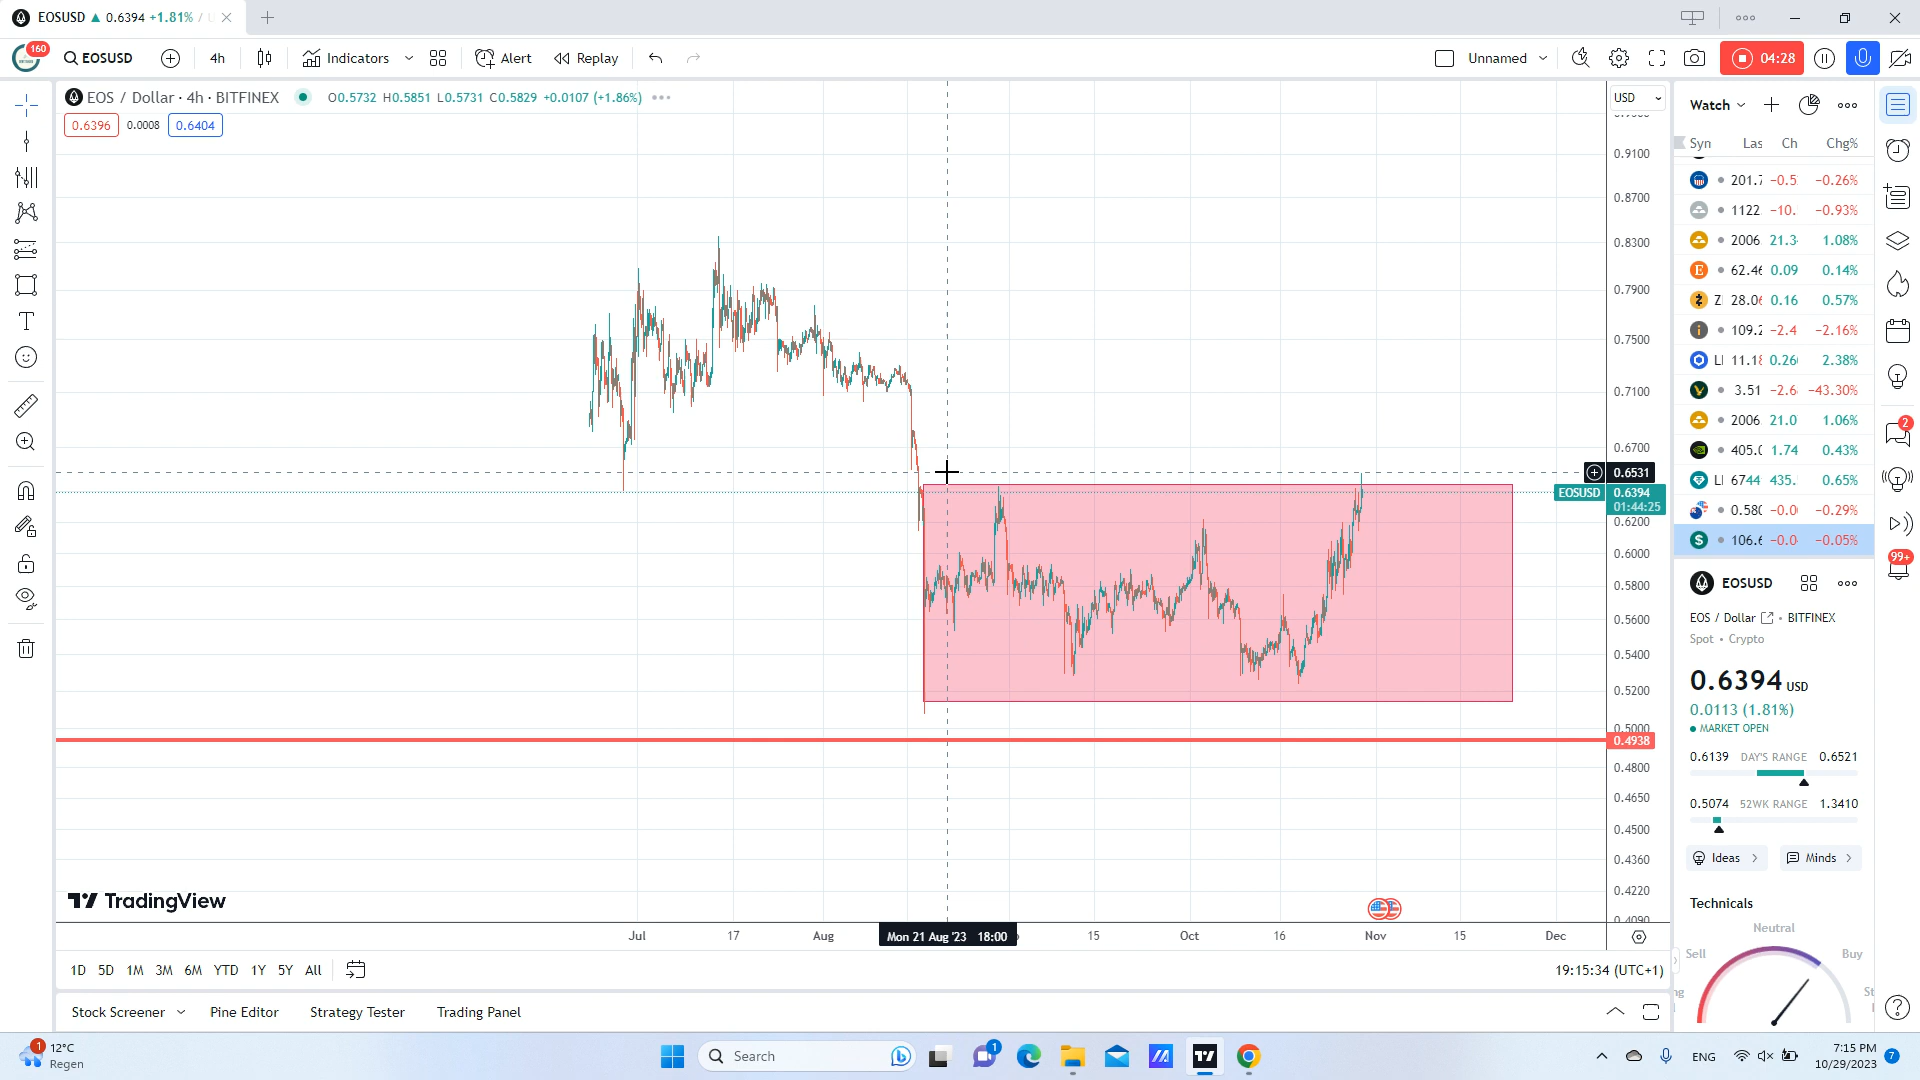 EOSUSD ▲ 0.6394 +1.81% /
160
EOSUSD
4h
Indicators
Alert
Replay
Unnamed
04:28
EOS / Dollar · 4h · BITFINEX
O0.5732 H0.5851 L0.5731 C0.5829 +0.0107 (+1.86%)
0.6396
0.0008
0.6404
USD
0.9100
0.8700
0.8300
0.7900
0.7500
0.7100
0.6700
0.6531
EOSUSD
0.6394
01:44:25
0.6200
0.6000
0.5800
0.5600
0.5400
0.5200
0.5000
0.4938
0.4800
0.4650
0.4500
0.4360
0.4220
0.4090
TradingView
Jul
17
Aug
Mon 21 Aug '23 18:00
15
Oct
16
Nov
15
Dec
1D 5D 1M 3M 6M YTD 1Y 5Y All
19:15:34 (UTC+1)
Stock Screener
Pine Editor
Strategy Tester
Trading Panel
Watch
Syn Las Ch Chg%
201.7 −0.5 −0.26%
1122 −10. −0.93%
2006 21.3 1.08%
62.46 0.09 0.14%
Z 28.06 0.16 0.57%
109.2 −2.4 −2.16%
LI 11.18 0.26 2.38%
3.51 −2.6 −43.30%
2006 21.0 1.06%
405.0 1.74 0.43%
LI 6744 435. 0.65%
0.580 −0.0 −0.29%
106.6 −0.0 −0.05%
EOSUSD
EOS / Dollar • BITFINEX
Spot • Crypto
0.6394 USD
0.0113 (1.81%)
MARKET OPEN
0.6139 DAY'S RANGE 0.6521
0.5074 52WK RANGE 1.3410
Ideas
Minds
Technicals
Neutral
Sell
Buy
ng
St
2
99+
1
12°C
Regen
Search
1
ENG
7:15 PM
10/29/2023
7